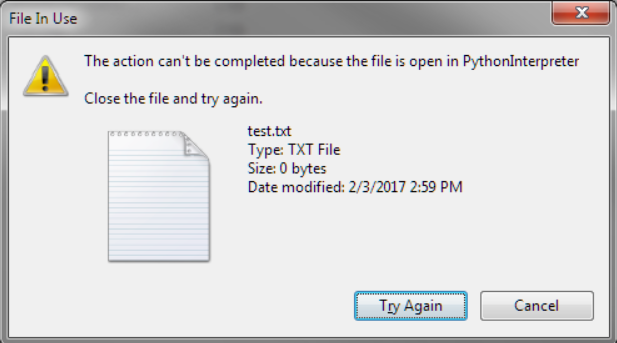 File In Use
The action can't be completed because the file is open in PythonInterpreter
Close the file and try again.
test.txt
Type: TXT File
Size: 0 bytes
Date modified: 2/3/2017 2:59 PM
Try Again
Cancel